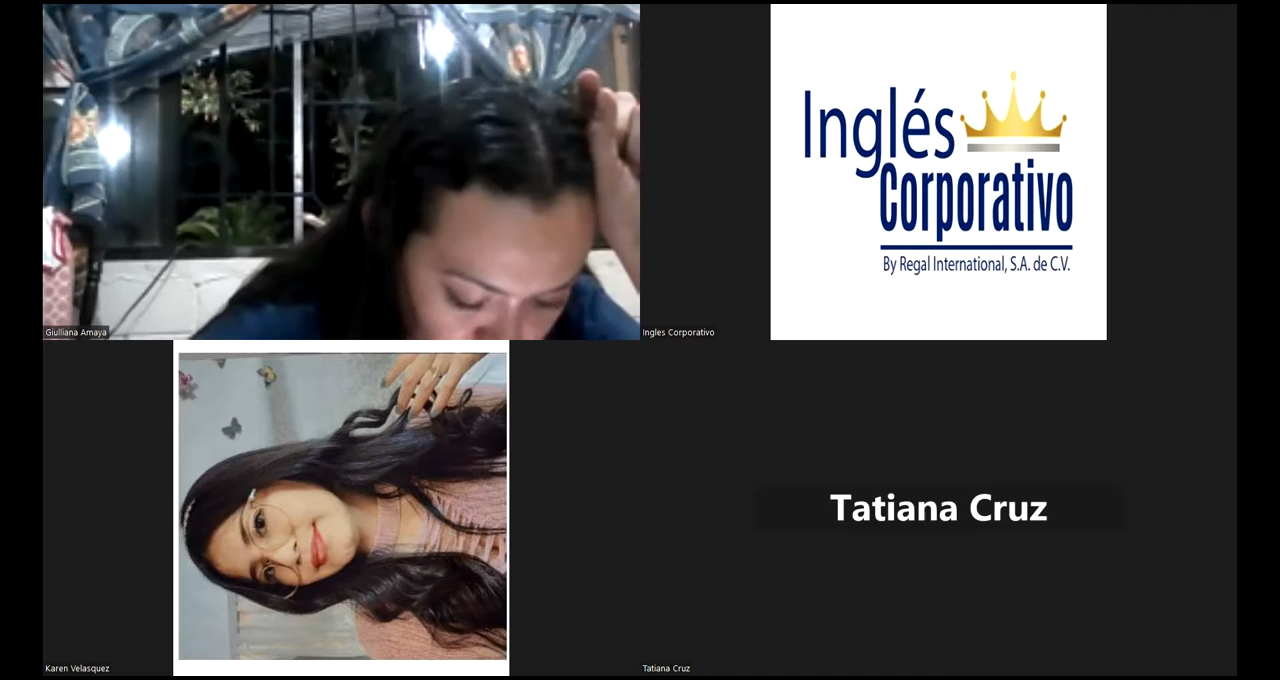 Giulliana Amaya
Inglés
Corporativo
By Regal International, S.A. de C.V.
Ingles Corporativo
Karen Velasquez
Tatiana Cruz
Tatiana Cruz